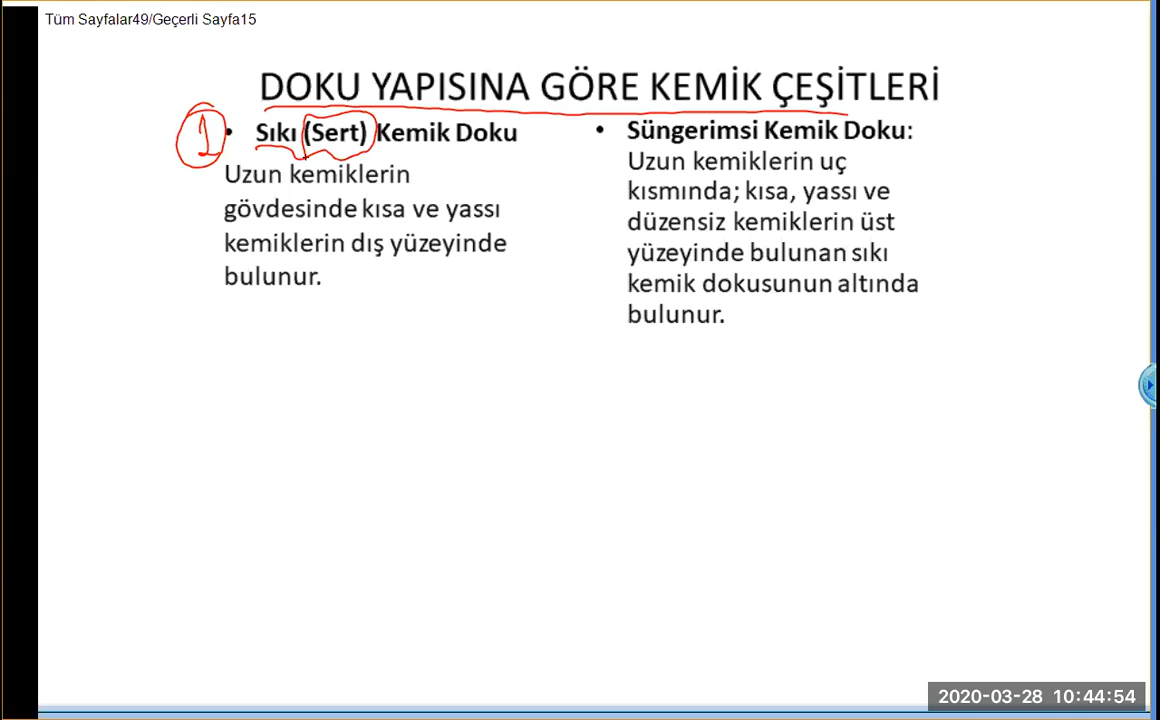 Tüm Sayfalar49/Geçerli Sayfa15
DOKU YAPISINA GÖRE KEMİK ÇEŞİTLERİ
1
• Sıkı (Sert) Kemik Doku
Uzun kemiklerin
gövdesinde kısa ve yassı
kemiklerin dış yüzeyinde
bulunur.
• Süngerimsi Kemik Doku:
Uzun kemiklerin uç
kısmında; kısa, yassı ve
düzensiz kemiklerin üst
yüzeyinde bulunan sıkı
kemik dokusunun altında
bulunur.
2020-03-28 10:44:54